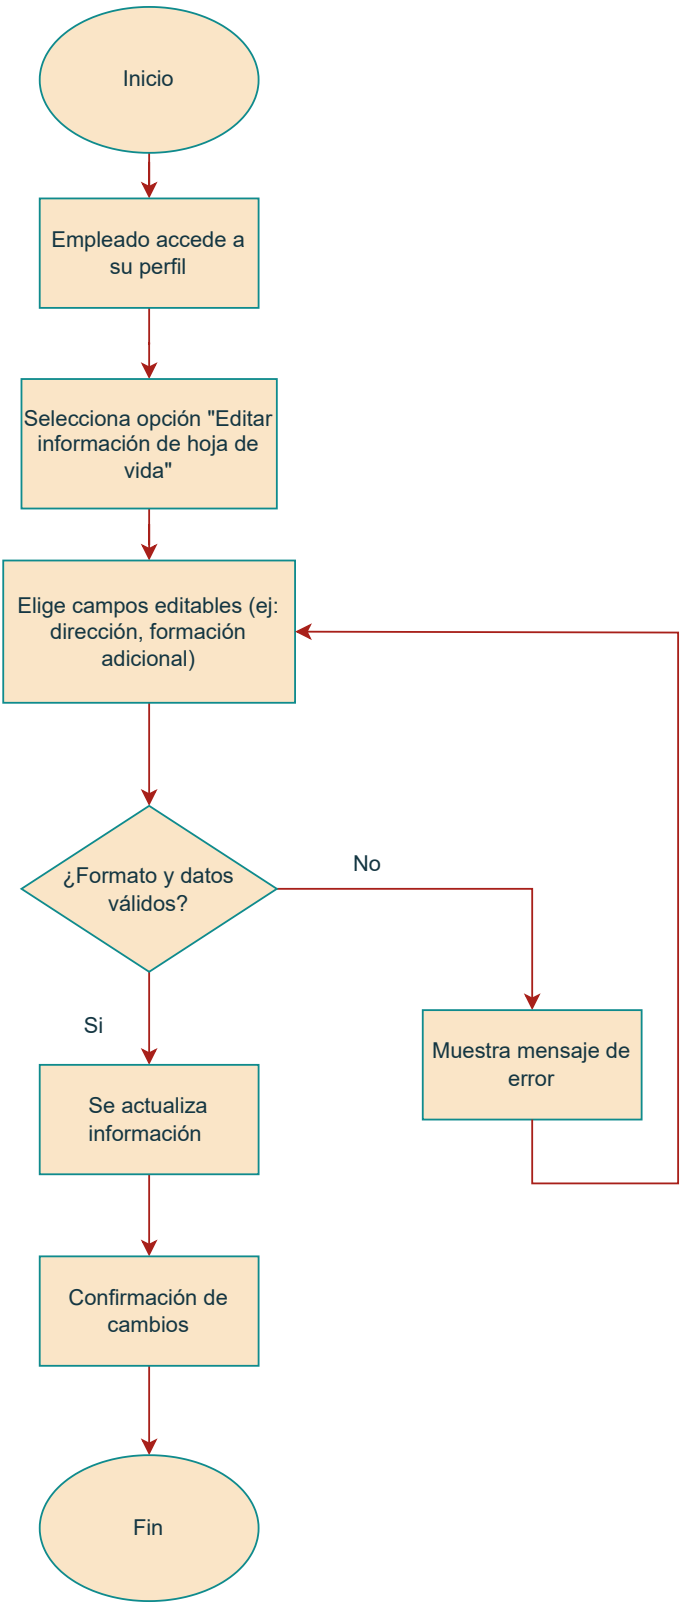 Inicio
Empleado accede a
su perfil
Selecciona opción "Editar
información de hoja de
vida"
Elige campos editables (ej:
dirección, formación
adicional)
¿Formato y datos
válidos?
No
Si
Muestra mensaje de
error
Se actualiza
información
Confirmación de
cambios
Fin